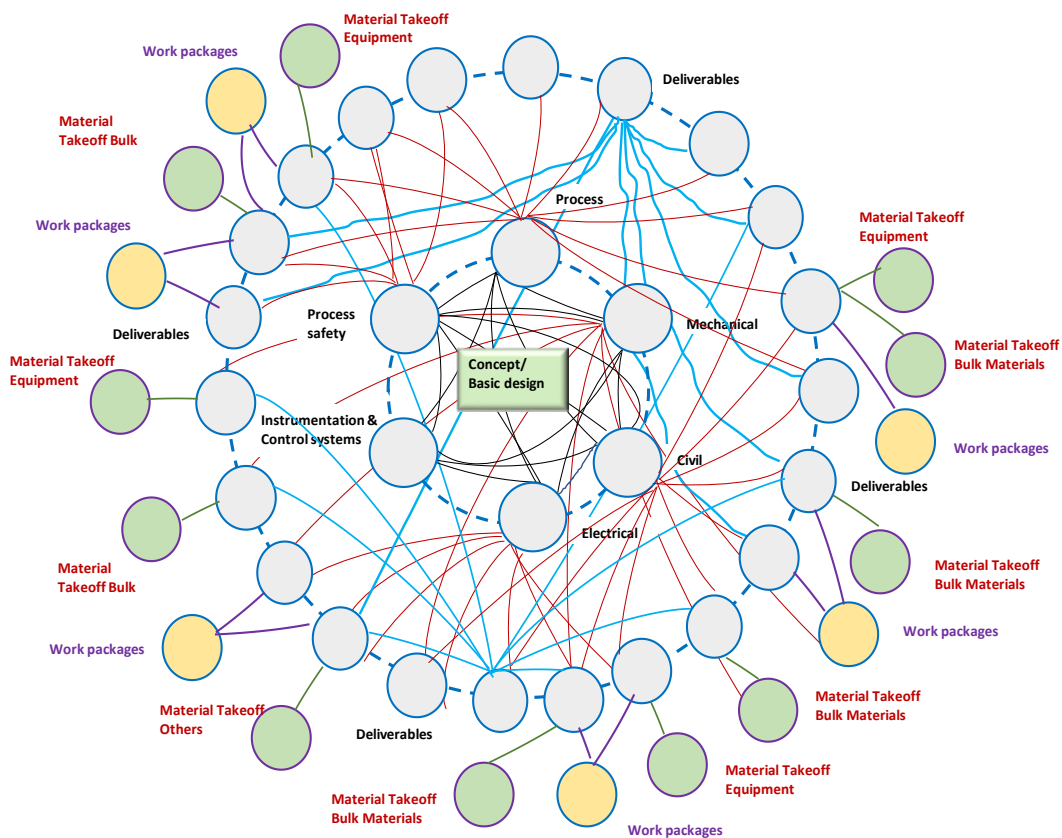 Material Takeoff
Equipment
Work packages
Deliverables
Material
Takeoff Bulk
Process
Work packages
Material Takeoff
Equipment
Deliverables
Process
safety
Mechanical
Material Takeoff
Bulk Materials
Material Takeoff
Equipment
Concept/
Basic design
Instrumentation &
Control systems
Civil
Work packages
Deliverables
Electrical
Material
Takeoff Bulk
Material Takeoff
Bulk Materials
Work packages
Work packages
Material Takeoff
Others
Deliverables
Material Takeoff
Bulk Materials
Material Takeoff
Equipment
Material Takeoff
Bulk Materials
Work packages